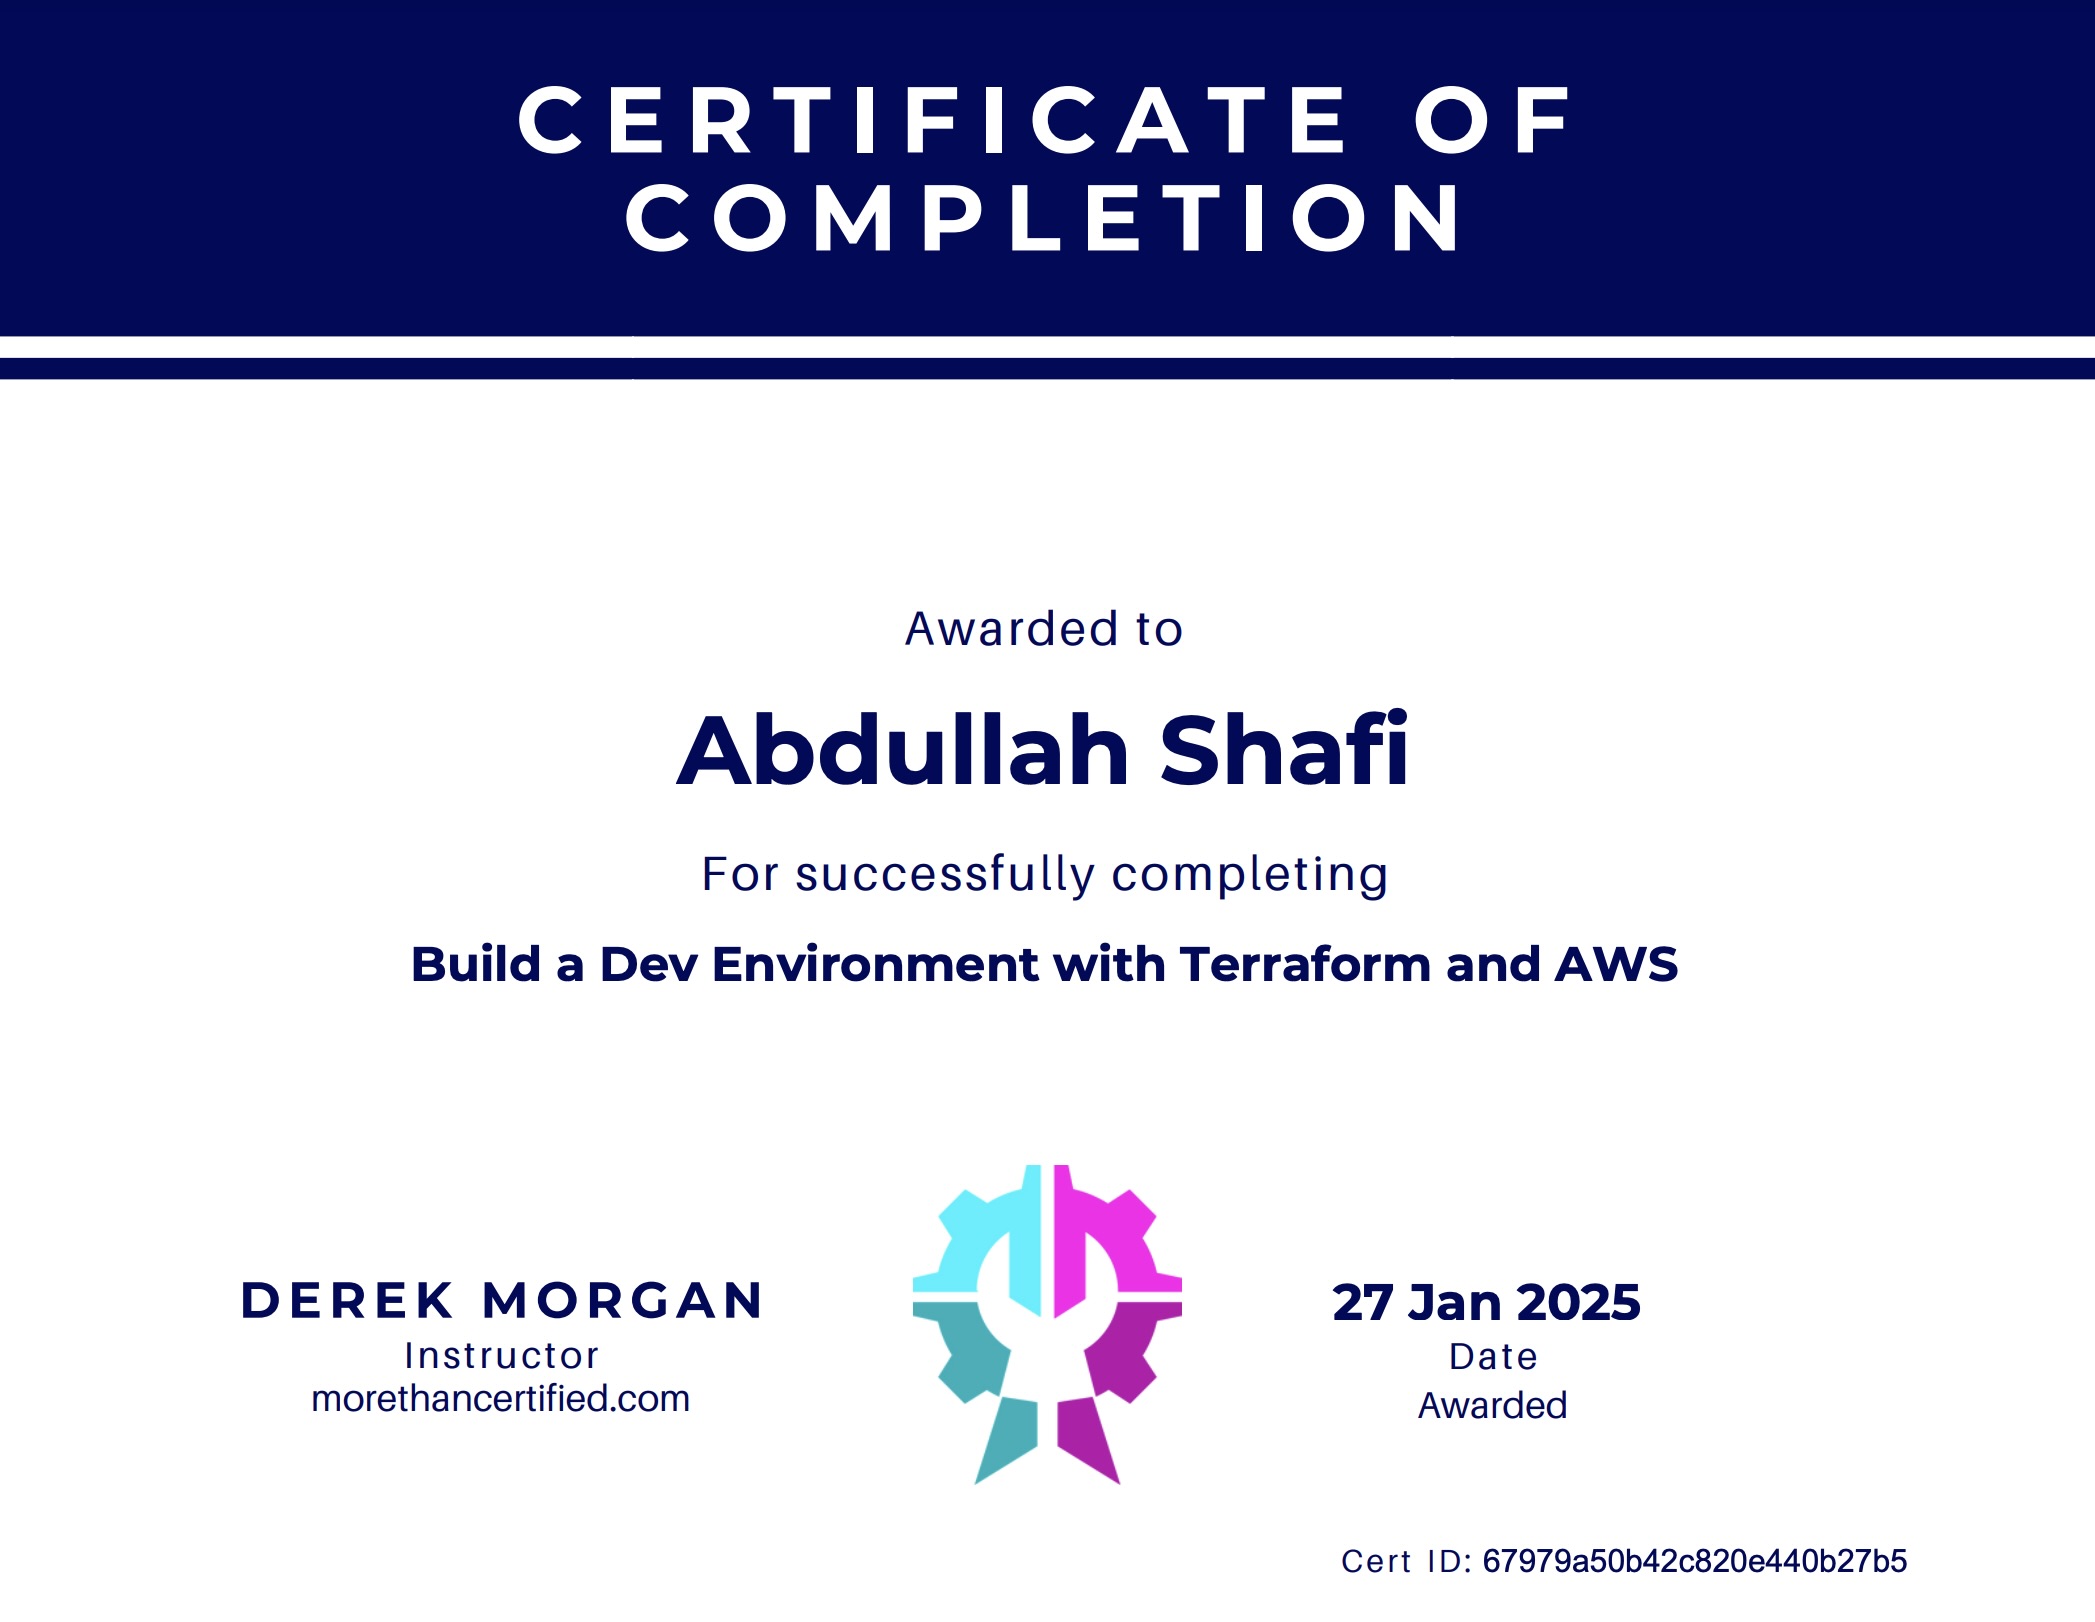 CERTIFICATE OF
COMPLETION
Awarded to
Abdullah Shafi
For successfully completing
Build a Dev Environment with Terraform and AWS
DEREK MORGAN
Instructor
morethancertified.com
27 Jan 2025
Date
Awarded
Cert ID: 67979a50b42c820e440b27b5